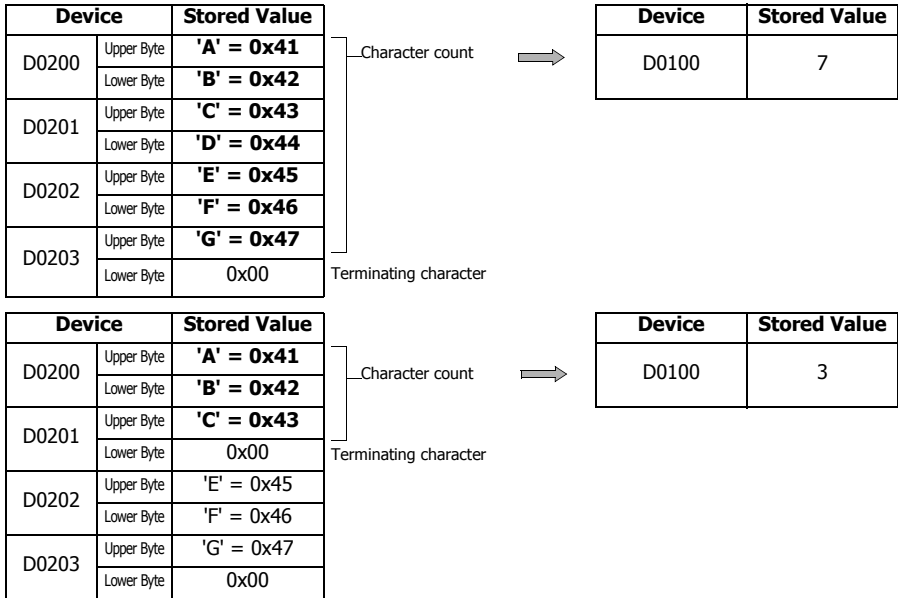 Device Stored Value
D0200 Upper Byte 'A' = 0x41
Lower Byte 'B' = 0x42
D0201 Upper Byte 'C' = 0x43
Lower Byte 'D' = 0x44
D0202 Upper Byte 'E' = 0x45
Lower Byte 'F' = 0x46
D0203 Upper Byte 'G' = 0x47
Lower Byte 0x00
Character count
Terminating character
Device Stored Value
D0100 7
Device Stored Value
D0200 Upper Byte 'A' = 0x41
Lower Byte 'B' = 0x42
D0201 Upper Byte 'C' = 0x43
Lower Byte 0x00
D0202 Upper Byte 'E' = 0x45
Lower Byte 'F' = 0x46
D0203 Upper Byte 'G' = 0x47
Lower Byte 0x00
Character count
Terminating character
Device Stored Value
D0100 3